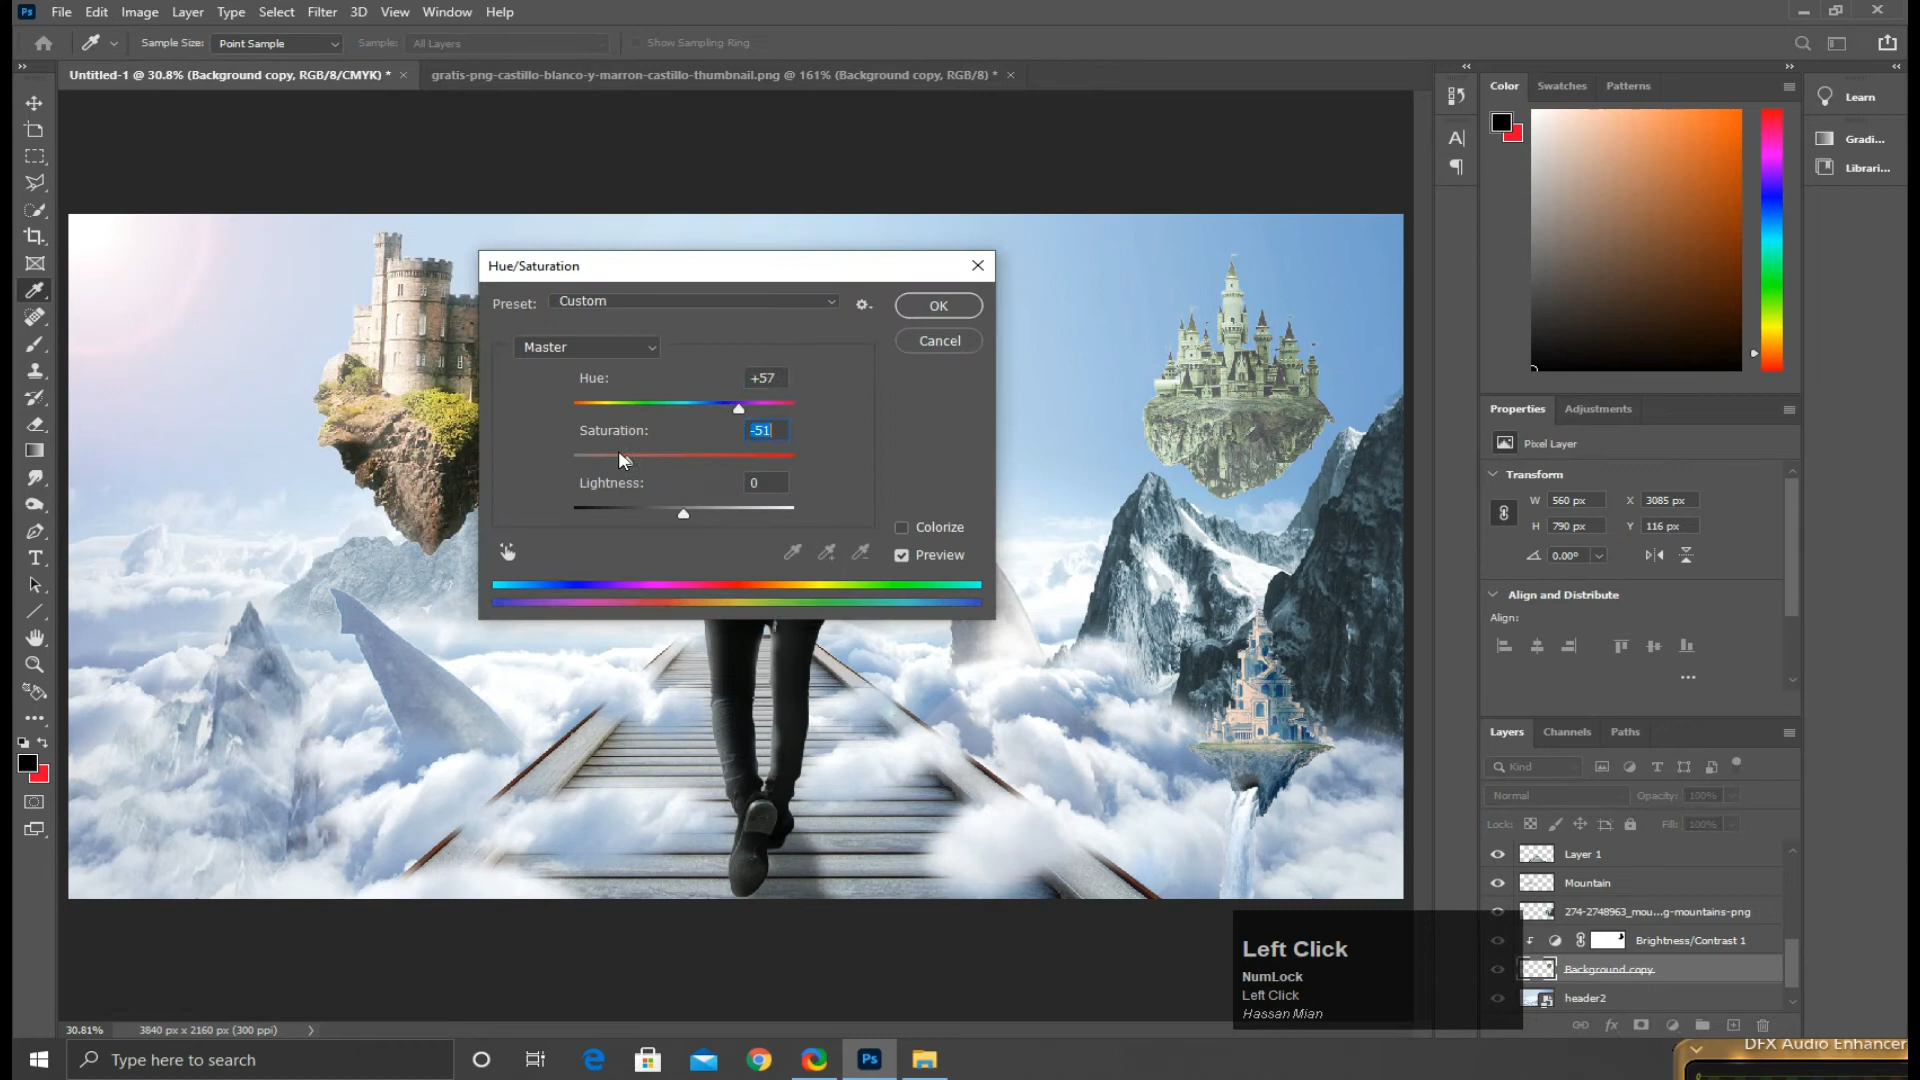 Ps File Edit Image Layer Type Select Filter 3D View Window Help
Sample Size: Point Sample Sample: All Layers Show Sampling Ring
Untitled-1 @ 30.8% (Background copy, RGB/8/CMYK) * × gratis-png-castillo-blanco-y-marron-castillo-thumbnail.png @ 161% (Background copy, RGB/8) * ×
Color Swatches Patterns
Learn
Gradi...
Librari...
Hue/Saturation
Preset: Custom
OK
Cancel
Master
Hue: +57
Saturation: -51
Lightness: 0
Colorize
Preview
Properties Adjustments
Pixel Layer
Transform
W 560 px X 3085 px
H 790 px Y 116 px
0.00°
Align and Distribute
Align:
Layers Channels Paths
Kind
Normal Opacity: 100%
Lock: Fill: 100%
Layer 1
Mountain
274-2748963_mou...g-mountains-png
Brightness/Contrast 1
Background copy
header2
Left Click
NumLock
Left Click
Hassan Mian
30.81% 3840 px x 2160 px (300 ppi)
Type here to search
Ps
DFX Audio Enhancer